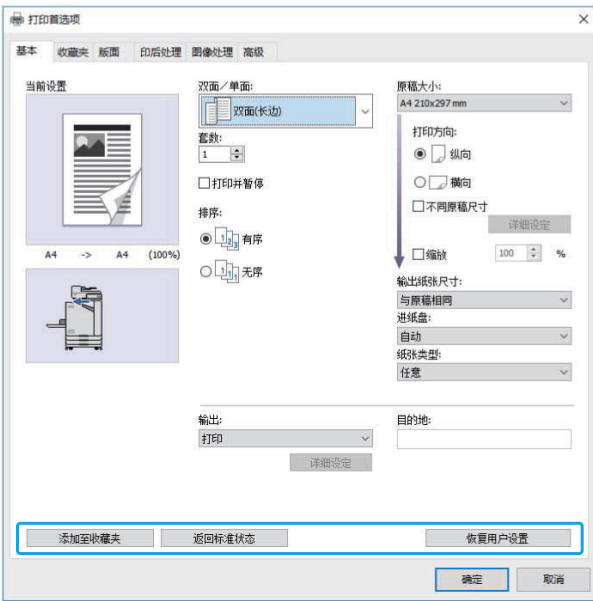 打印首选项
基本 收藏夹 版面 印后处理 图像处理 高级
当前设置
A4 -> A4 (100%)
双面/单面:
双面(长边)
套数:
1
打印并暂停
排序:
有序
无序
原稿大小:
A4 210x297 mm
打印方向:
纵向
横向
不同原稿尺寸
详细设定
缩放 100 %
输出纸张尺寸:
与原稿相同
进纸盘:
自动
纸张类型:
任意
输出:
打印
详细设定
目的地:
添加至收藏夹 返回标准状态 恢复用户设置
确定 取消